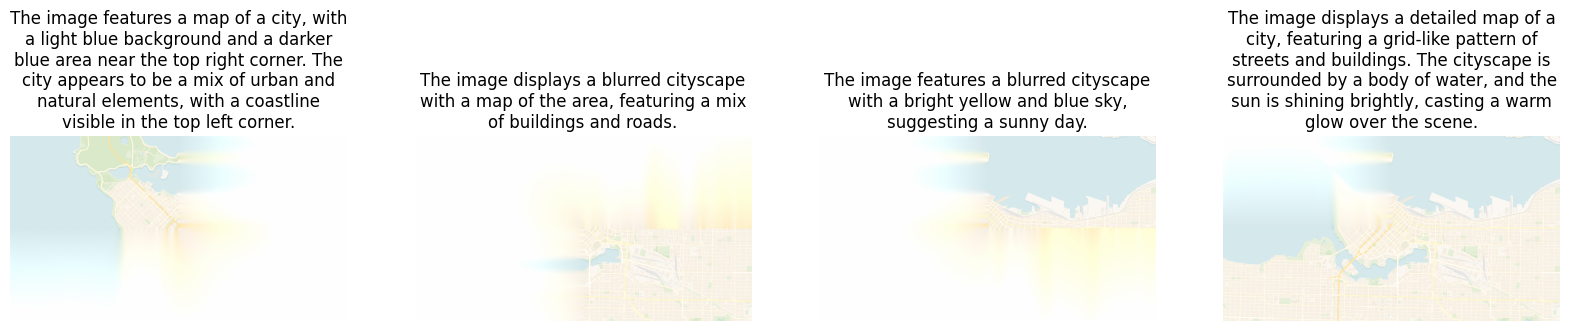 The image features a map of a city, with
a light blue background and a darker
blue area near the top right corner. The
city appears to be a mix of urban and
natural elements, with a coastline
visible in the top left corner.
The image displays a blurred cityscape
with a map of the area, featuring a mix
of buildings and roads.
The image features a blurred cityscape
with a bright yellow and blue sky,
suggesting a sunny day.
The image displays a detailed map of a
city, featuring a grid-like pattern of
streets and buildings. The cityscape is
surrounded by a body of water, and the
sun is shining brightly, casting a warm
glow over the scene.